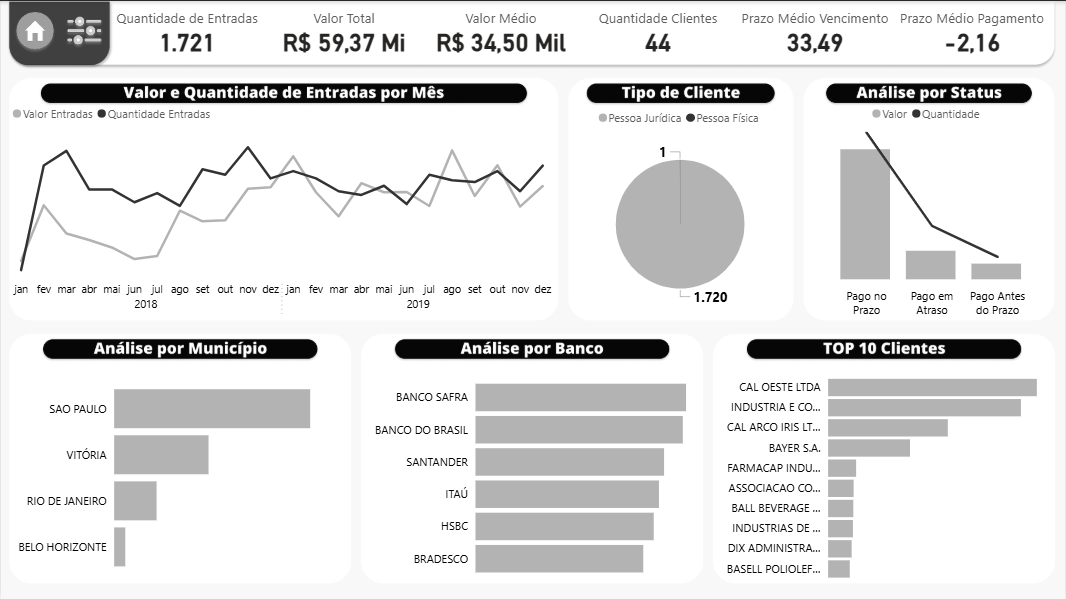 Quantidade de Entradas
1.721
Valor Total
R$ 59,37 Mi
Valor Médio
R$ 34,50 Mil
Quantidade Clientes
44
Prazo Médio Vencimento
33,49
Prazo Médio Pagamento
-2,16
Valor e Quantidade de Entradas por Mês
Valor Entradas Quantidade Entradas
jan fev mar abr mai jun jul ago set out nov dez jan fev mar abr mai jun jul ago set out nov dez
2018 2019
Tipo de Cliente
Pessoa Jurídica Pessoa Física
1
1.720
Análise por Status
Valor Quantidade
Pago no
Prazo
Pago em
Atraso
Pago Antes
do Prazo
Análise por Município
SAO PAULO
VITÓRIA
RIO DE JANEIRO
BELO HORIZONTE
Análise por Banco
BANCO SAFRA
BANCO DO BRASIL
SANTANDER
ITAÚ
HSBC
BRADESCO
TOP 10 Clientes
CAL OESTE LTDA
INDUSTRIA E CO...
CAL ARCO IRIS LT...
BAYER S.A.
FARMACAP INDU...
ASSOCIACAO CO...
BALL BEVERAGE ...
INDUSTRIAS DE ...
DIX ADMINISTRA...
BASELL POLIOLEF...